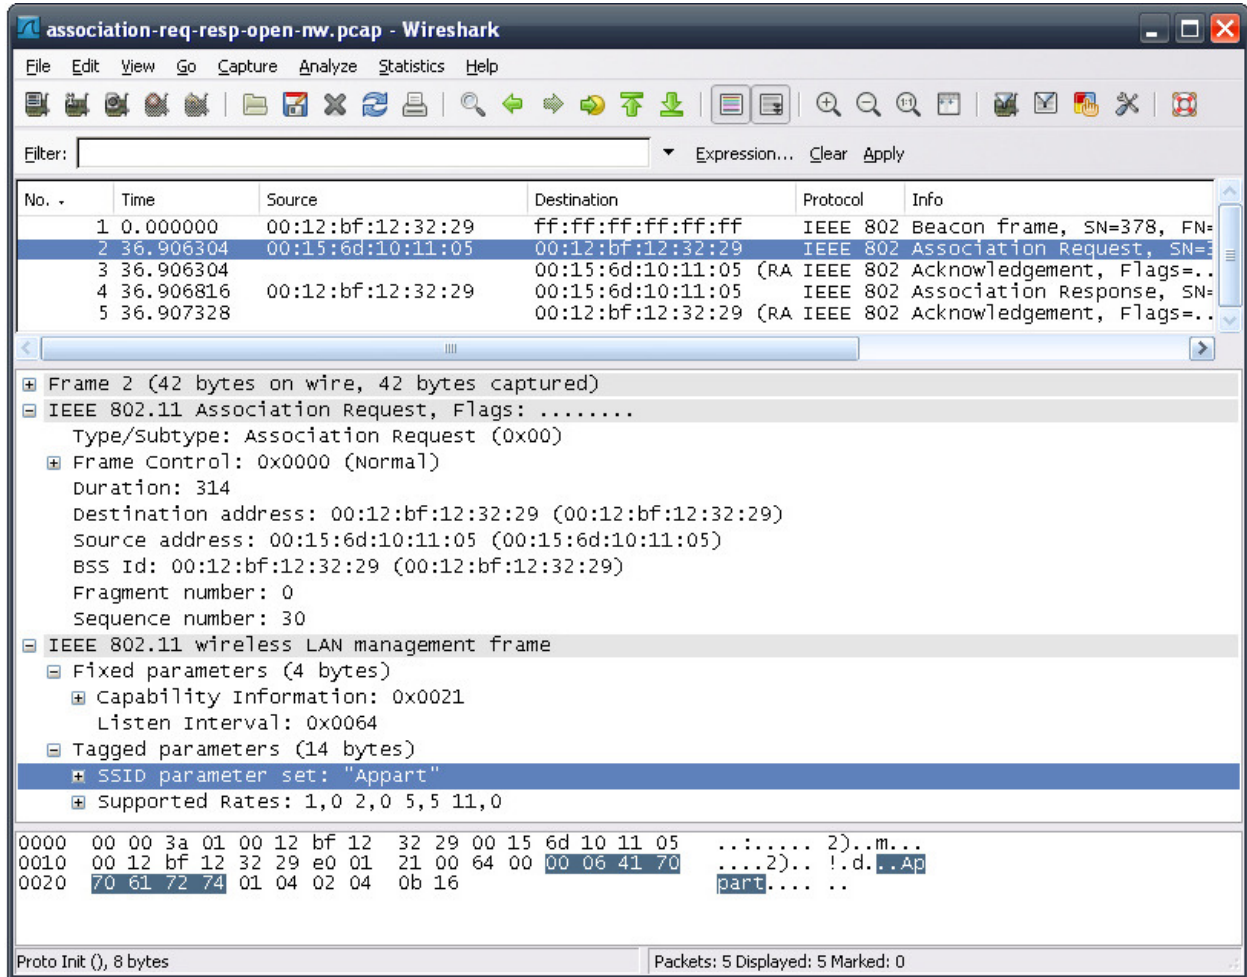 association-req-resp-open-nw.pcap - Wireshark
File Edit View Go Capture Analyze Statistics Help
Filter: Expression... Clear Apply
No. Time Source Destination Protocol Info
1 0.000000 00:12:bf:12:32:29 ff:ff:ff:ff:ff:ff IEEE 802 Beacon frame, SN=378, FN=
2 36.906304 00:15:6d:10:11:05 00:12:bf:12:32:29 IEEE 802 Association Request, SN=3
3 36.906304 00:15:6d:10:11:05 (RA IEEE 802 Acknowledgement, Flags=..
4 36.906816 00:12:bf:12:32:29 00:15:6d:10:11:05 IEEE 802 Association Response, SN=
5 36.907328 00:12:bf:12:32:29 (RA IEEE 802 Acknowledgement, Flags=..
Frame 2 (42 bytes on wire, 42 bytes captured)
IEEE 802.11 Association Request, Flags: ........
Type/Subtype: Association Request (0x00)
Frame Control: 0x0000 (Normal)
Duration: 314
Destination address: 00:12:bf:12:32:29 (00:12:bf:12:32:29)
Source address: 00:15:6d:10:11:05 (00:15:6d:10:11:05)
BSS Id: 00:12:bf:12:32:29 (00:12:bf:12:32:29)
Fragment number: 0
Sequence number: 30
IEEE 802.11 wireless LAN management frame
Fixed parameters (4 bytes)
Capability Information: 0x0021
Listen Interval: 0x0064
Tagged parameters (14 bytes)
SSID parameter set: "Appart"
Supported Rates: 1,0 2,0 5,5 11,0
0000 00 00 3a 01 00 12 bf 12 32 29 00 15 6d 10 11 05 ..:..... 2)..m...
0010 00 12 bf 12 32 29 e0 01 21 00 64 00 00 06 41 70 ....2).. !.d...Ap
0020 70 61 72 74 01 04 02 04 0b 16 part.... ..
Proto Init (), 8 bytes Packets: 5 Displayed: 5 Marked: 0